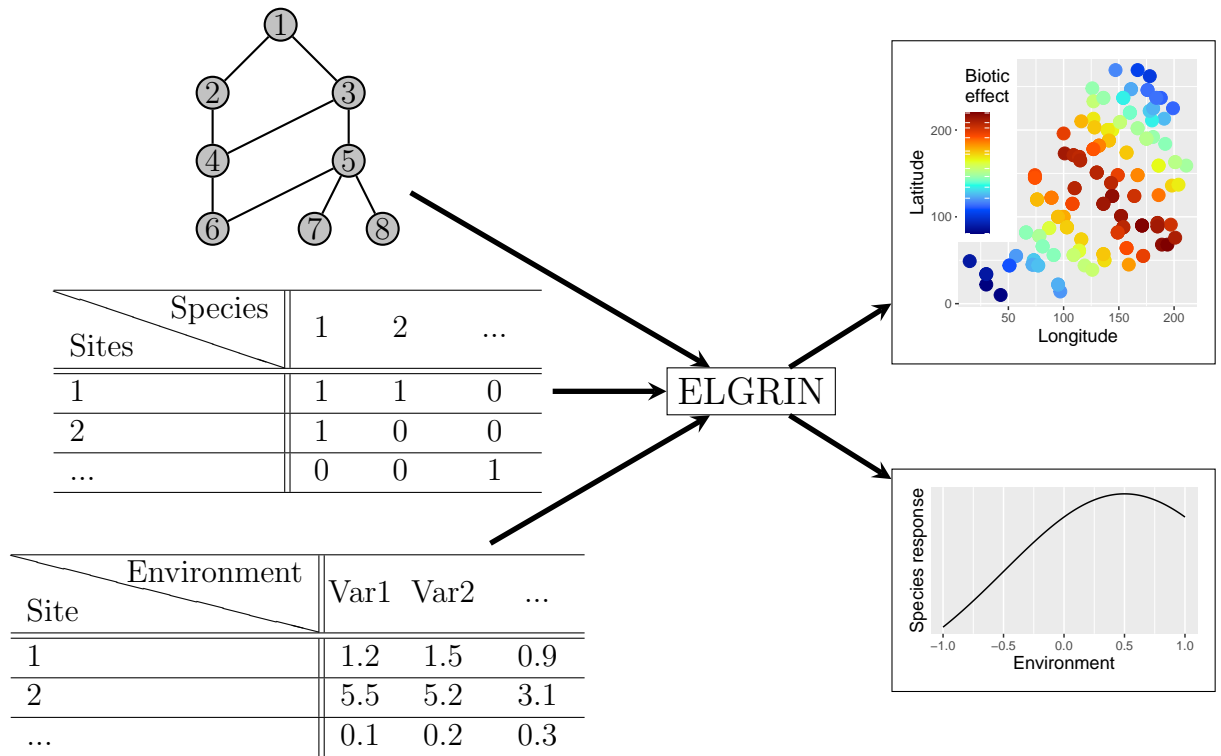 1
2 3
4 5
6 7 8
Species
Sites
1 2 ...
1 1 1 0
2 1 0 0
... 0 0 1
Environment
Site
Var1 Var2 ...
1 1.2 1.5 0.9
2 5.5 5.2 3.1
... 0.1 0.2 0.3
ELGRIN
Biotic
effect
Latitude
200
100
0
50 100 150 200
Longitude
Species response
−1.0 −0.5 0.0 0.5 1.0
Environment